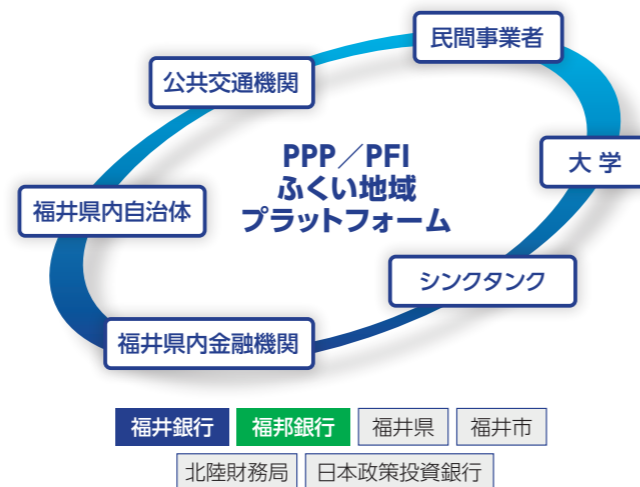 民間事業者
公共交通機関
PPP／PFI
ふくい地域
プラットフォーム
大学
福井県内自治体
シンクタンク
福井県内金融機関
福井銀行 福邦銀行 福井県 福井市
北陸財務局 日本政策投資銀行